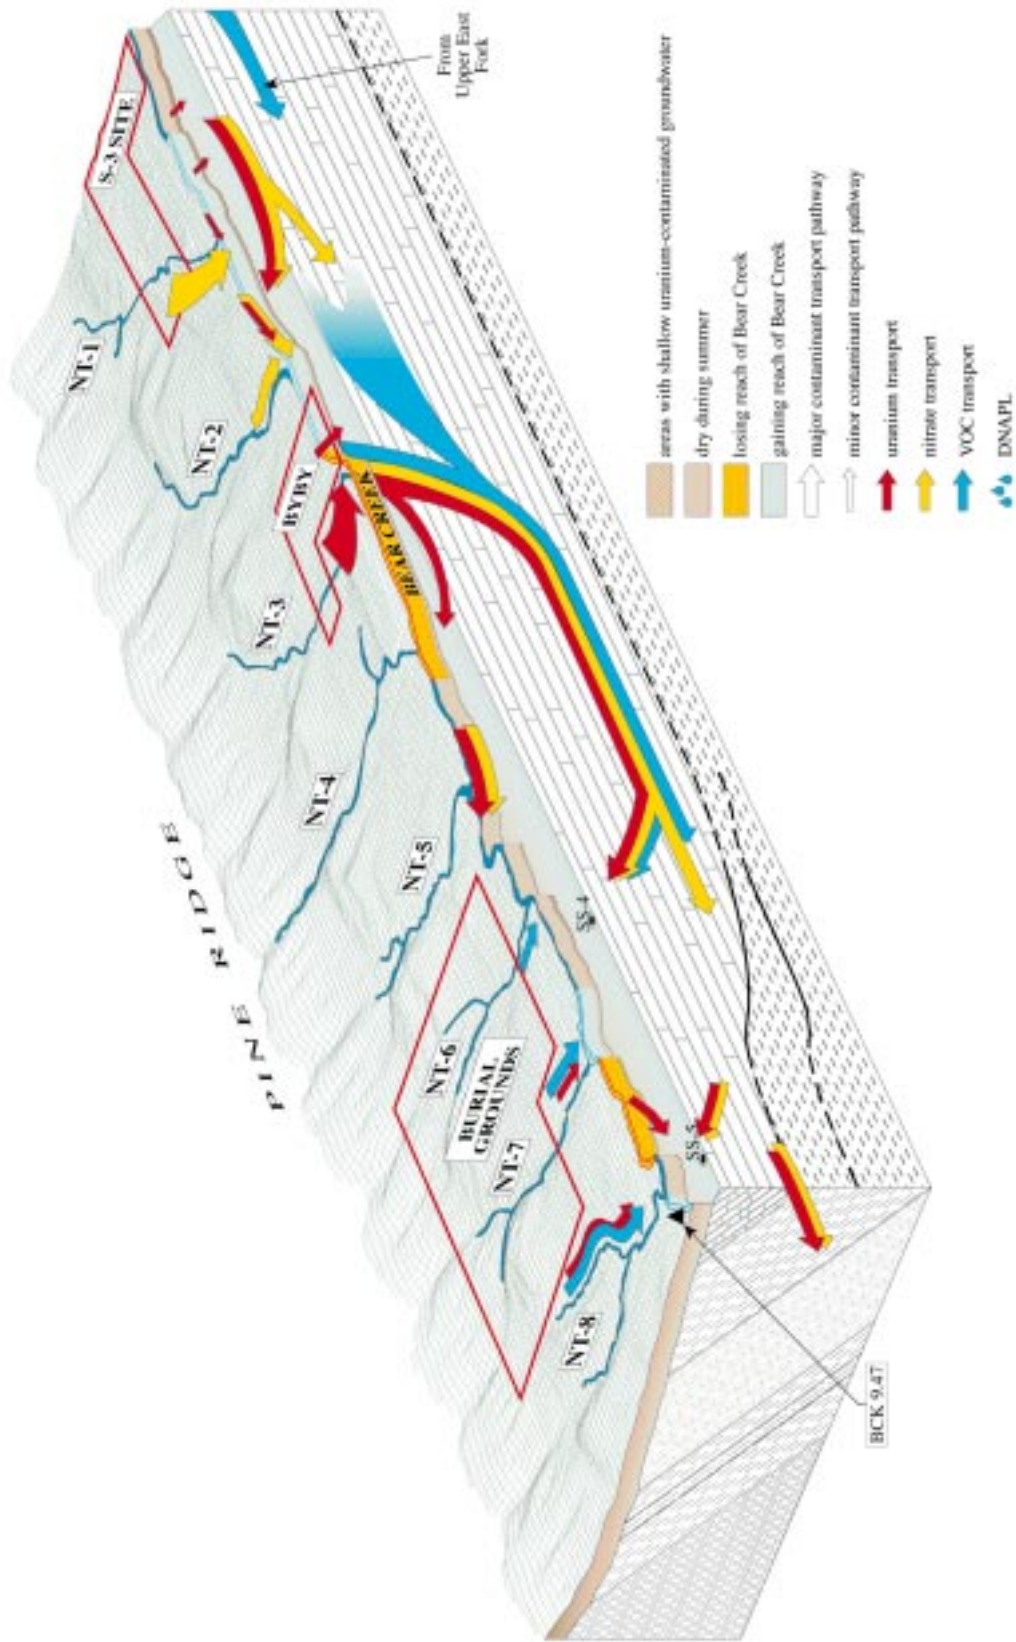 PINE RIDGE
S-3 SITE
NT-1
NT-2
BYBY
NT-3
BEAR CREEK
NT-4
NT-5
NT-6
BURIAL
GROUNDS
NT-7
NT-8
SS-4
SS-5
BCK 9.47
From
Upper East
Fork
areas with shallow uranium-contaminated groundwater
dry during summer
losing reach of Bear Creek
gaining reach of Bear Creek
major contaminant transport pathway
minor contaminant transport pathway
uranium transport
nitrate transport
VOC transport
DNAPL